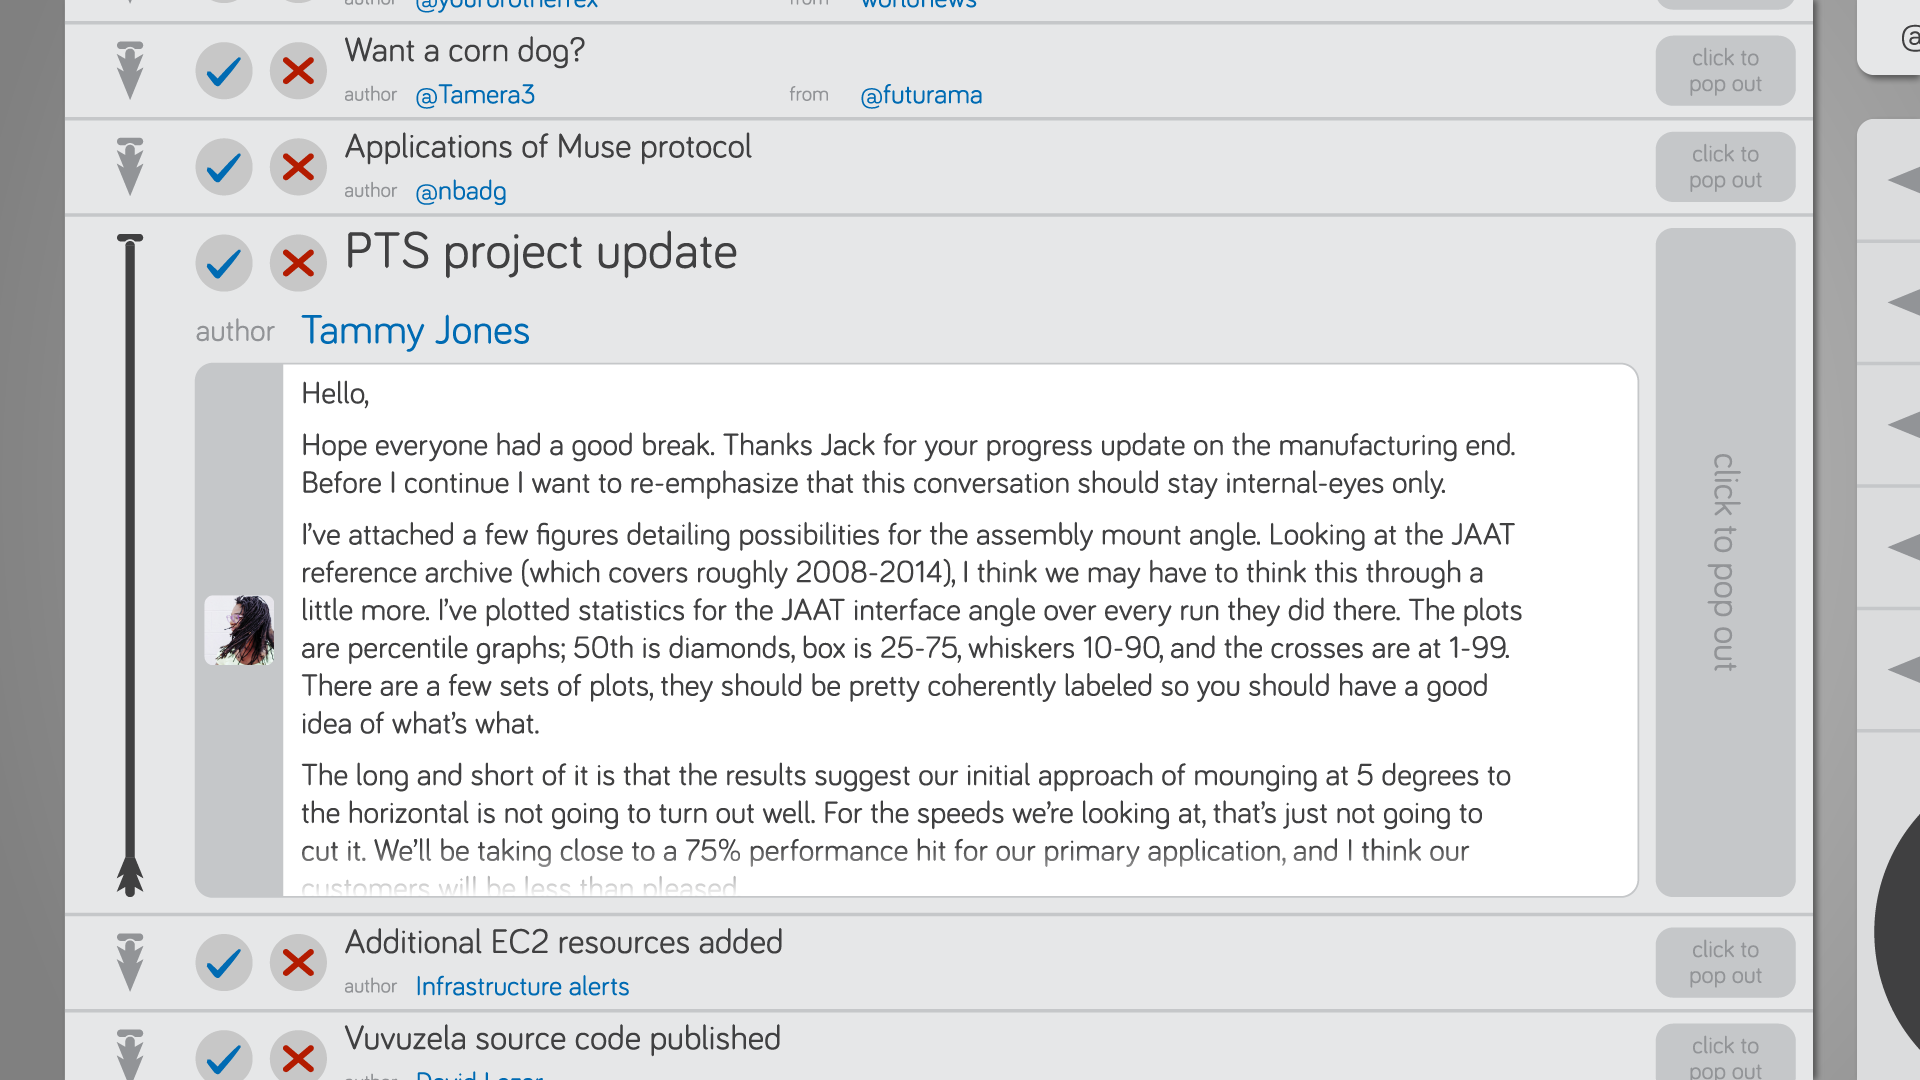 author @yourbrotherrex from worldnews
Want a corn dog?
author @Tamera3 from @futurama
click to
pop out
Applications of Muse protocol
author @nbadg
click to
pop out
PTS project update
author Tammy Jones
Hello,
Hope everyone had a good break. Thanks Jack for your progress update on the manufacturing end.
Before I continue I want to re-emphasize that this conversation should stay internal-eyes only.
I've attached a few figures detailing possibilities for the assembly mount angle. Looking at the JAAT
reference archive (which covers roughly 2008-2014), I think we may have to think this through a
little more. I've plotted statistics for the JAAT interface angle over every run they did there. The plots
are percentile graphs; 50th is diamonds, box is 25-75, whiskers 10-90, and the crosses are at 1-99.
There are a few sets of plots, they should be pretty coherently labeled so you should have a good
idea of what's what.
The long and short of it is that the results suggest our initial approach of mounging at 5 degrees to
the horizontal is not going to turn out well. For the speeds we're looking at, that's just not going to
cut it. We'll be taking close to a 75% performance hit for our primary application, and I think our
customers will be less than pleased
click to pop out
Additional EC2 resources added
author Infrastructure alerts
click to
pop out
Vuvuzela source code published
author David Lazar
click to
pop out
@